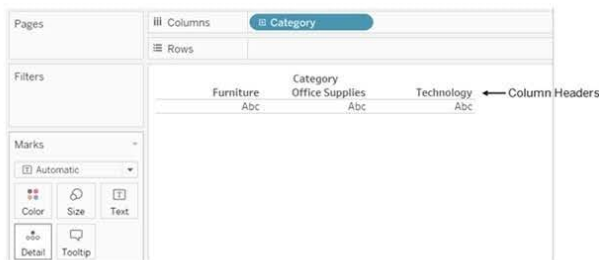 Pages
Columns
Category
Rows
Filters
Category
Furniture Office Supplies Technology
Abc Abc Abc
Column Headers
Marks
Automatic
Color Size Text
Detail Tooltip